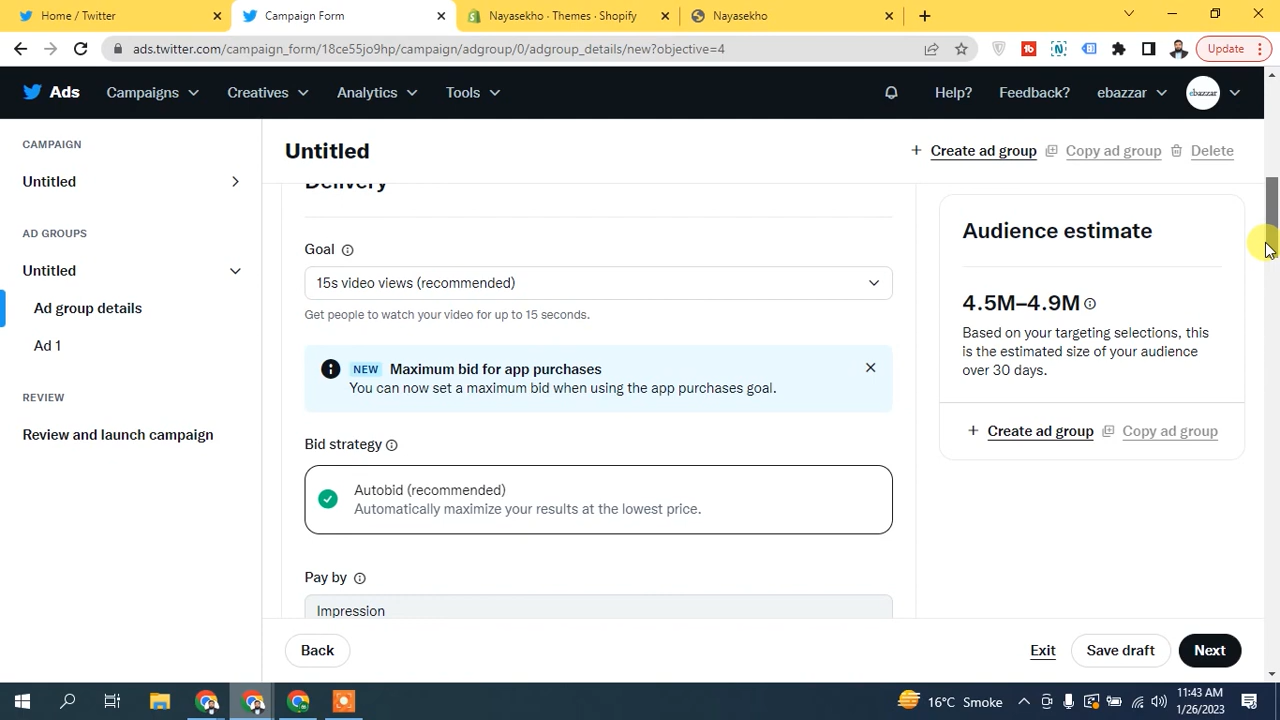 Home / Twitter
Campaign Form
Nayasekho · Themes · Shopify
Nayasekho
ads.twitter.com/campaign_form/18ce55jo9hp/campaign/adgroup/0/adgroup_details/new?objective=4
Update
Ads
Campaigns
Creatives
Analytics
Tools
Help?
Feedback?
ebazzar
ebazzar
CAMPAIGN
Untitled
AD GROUPS
Untitled
Ad group details
Ad 1
REVIEW
Review and launch campaign
Untitled
+ Create ad group
Copy ad group
Delete
Delivery
Goal
15s video views (recommended)
Get people to watch your video for up to 15 seconds.
NEW Maximum bid for app purchases
You can now set a maximum bid when using the app purchases goal.
Bid strategy
Autobid (recommended)
Automatically maximize your results at the lowest price.
Pay by
Impression
Audience estimate
4.5M–4.9M
Based on your targeting selections, this
is the estimated size of your audience
over 30 days.
+ Create ad group
Copy ad group
Back
Exit
Save draft
Next
16°C Smoke
11:43 AM
1/26/2023